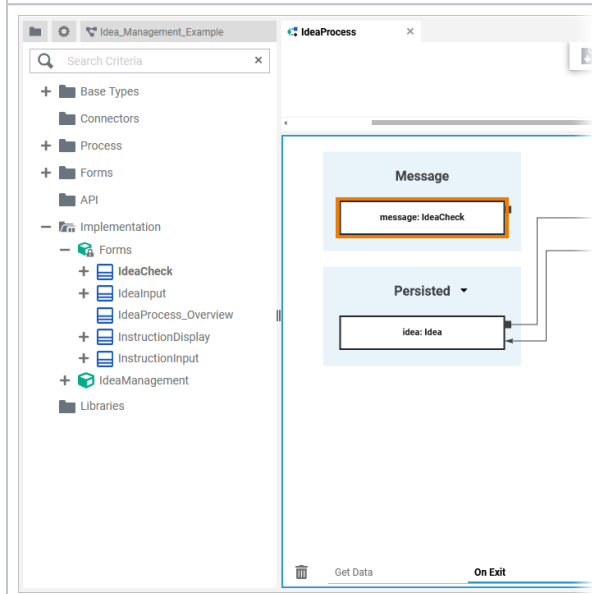 Idea_Management_Example
IdeaProcess ×
Search Criteria ×
+ Base Types
Connectors
+ Process
+ Forms
API
− Implementation
− Forms
+ IdeaCheck
+ IdeaInput
IdeaProcess_Overview
+ InstructionDisplay
+ InstructionInput
+ IdeaManagement
Libraries
Message
message: IdeaCheck
Persisted
idea: Idea
Get Data
On Exit